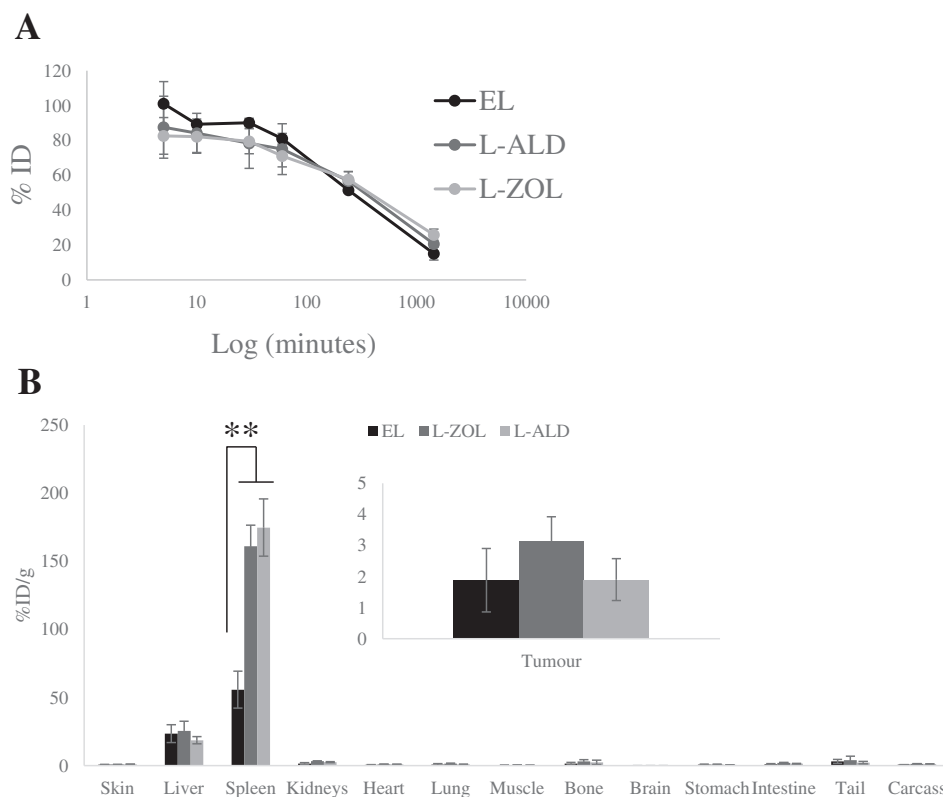 A
120
100
80
60
40
20
0
% ID
1 10 100 1000 10000
Log (minutes)
EL
L-ALD
L-ZOL
B
250
200
150
100
50
0
%ID/g
**
EL L-ZOL L-ALD
5
4
3
2
1
0
Tumour
Skin Liver Spleen Kidneys Heart Lung Muscle Bone Brain Stomach Intestine Tail Carcass